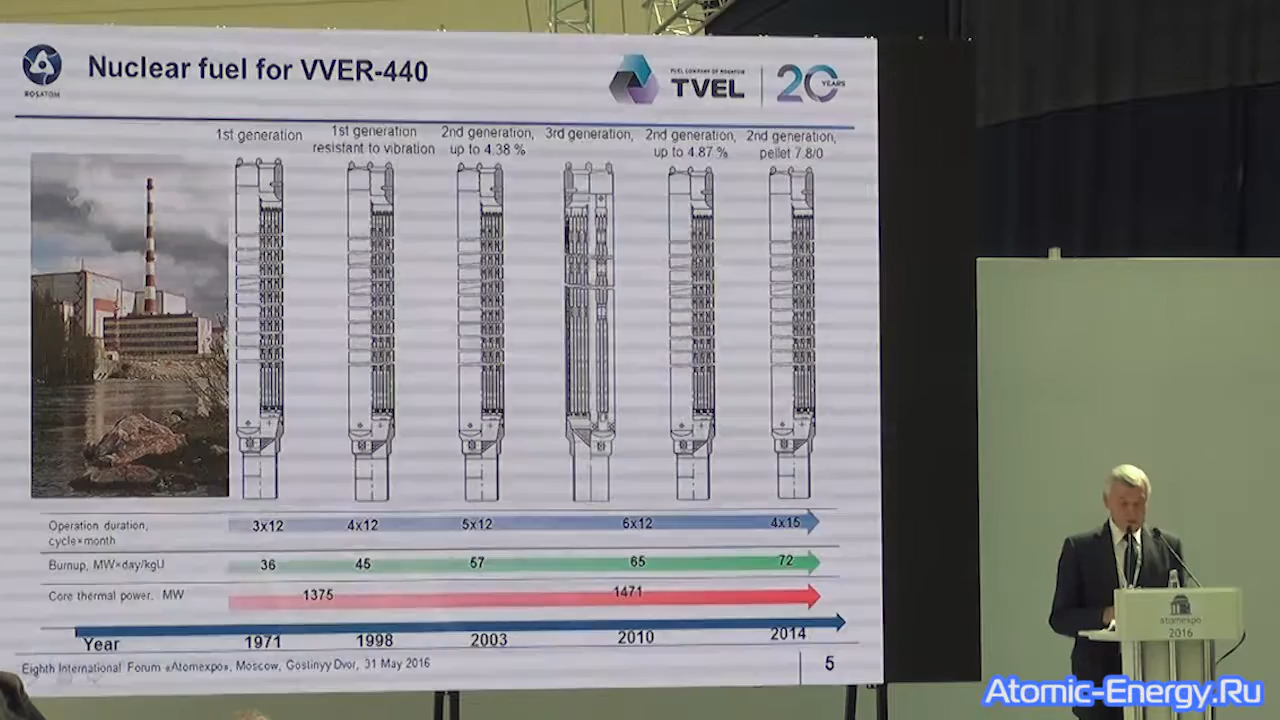 ROSATOM
Nuclear fuel for VVER-440
FUEL COMPANY OF ROSATOM
TVEL
20 YEARS
1st generation
1st generation
resistant to vibration
2nd generation,
up to 4.38 %
3rd generation,
2nd generation,
up to 4.87 %
2nd generation,
pellet 7.8/0
Operation duration,
cycle×month
3x12
4x12
5x12
6x12
4x15
Burnup, MW×day/kgU
36
45
57
65
72
Core thermal power, MW
1375
1471
Year
1971
1998
2003
2010
2014
Eighth International Forum «Atomexpo», Moscow, Gostinyy Dvor, 31 May 2016
5
atomexpo
2016
Atomic-Energy.Ru